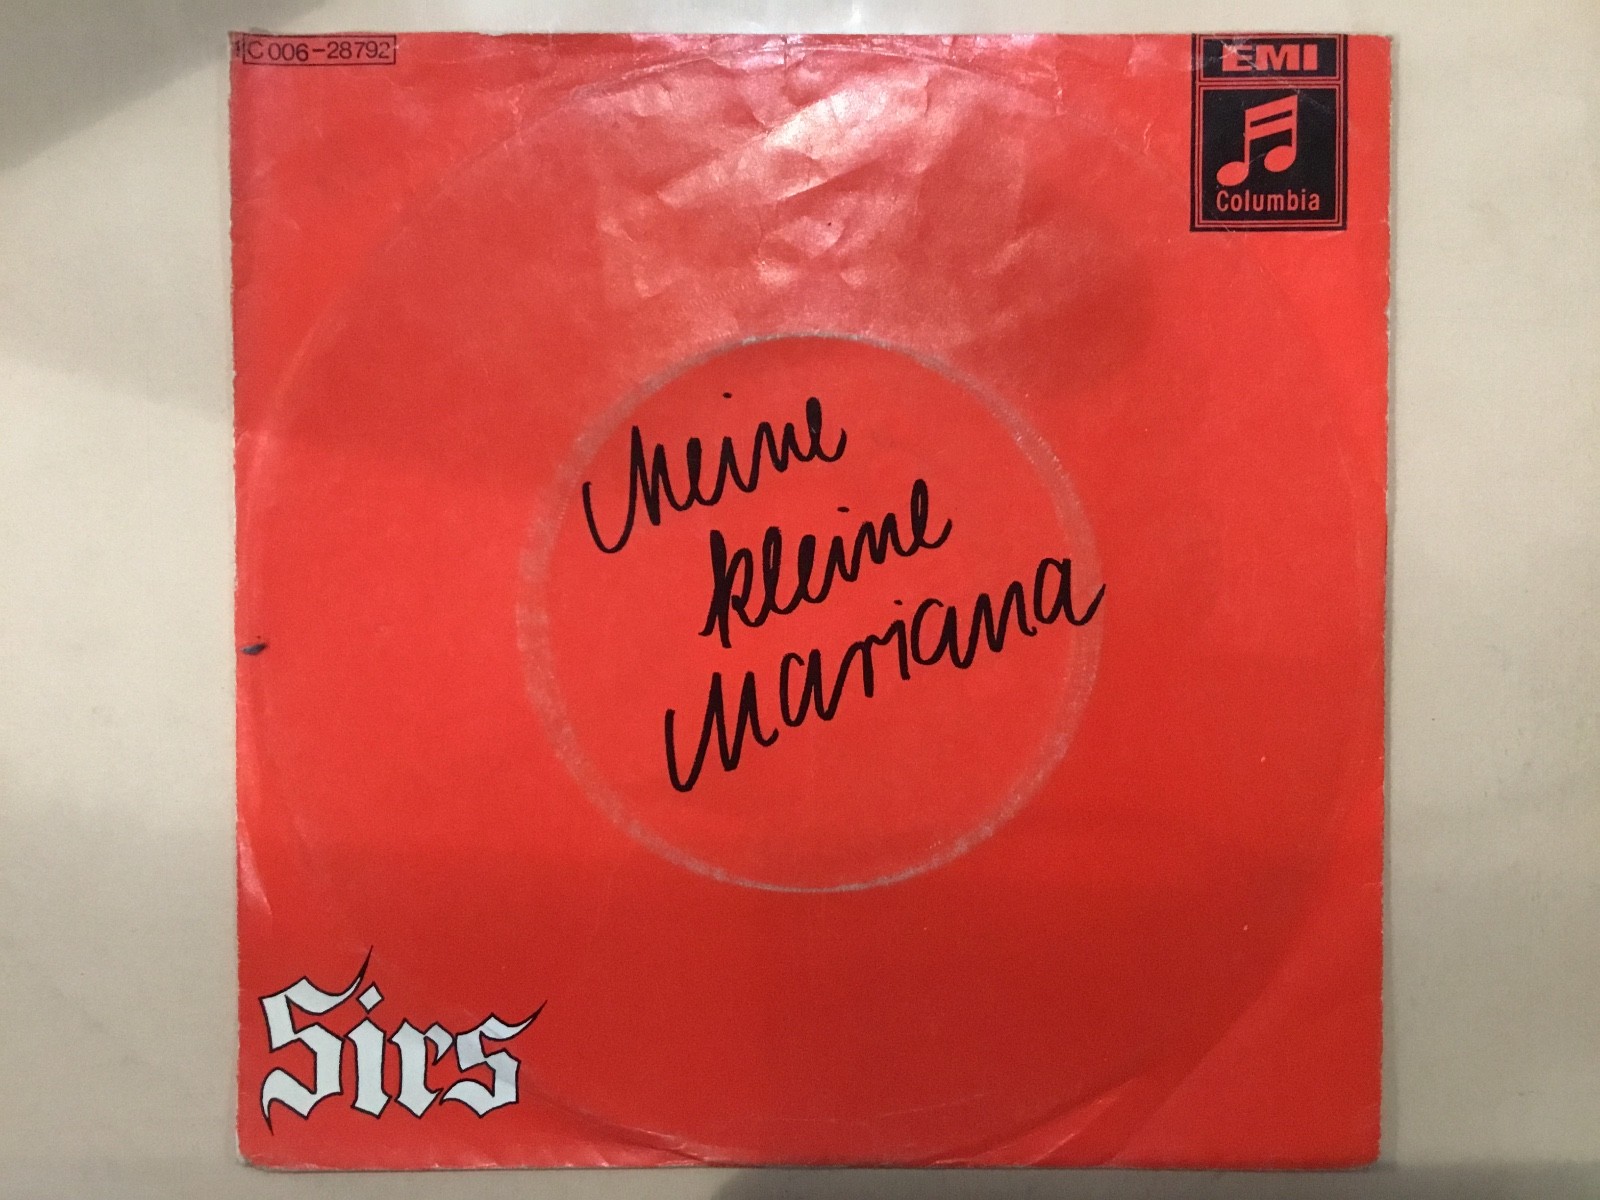 1C 006-28792
EMI
Columbia
Meine
kleine
Mariana
Sirs